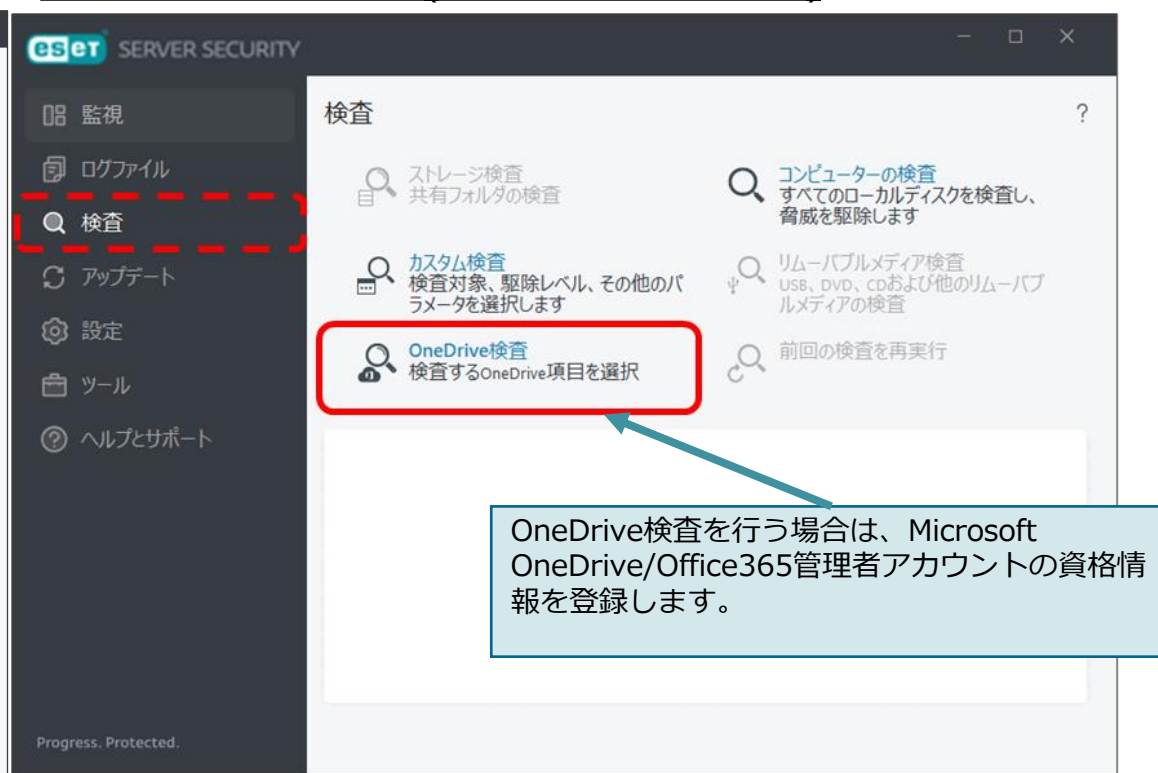 eset SERVER SECURITY
監視
ログファイル
検査
アップデート
設定
ツール
ヘルプとサポート
Progress. Protected.
検査
?
ストレージ検査
共有フォルダの検査
コンピューターの検査
すべてのローカルディスクを検査し、
脅威を駆除します
カスタム検査
検査対象、駆除レベル、その他のパ
ラメータを選択します
リムーバブルメディア検査
USB、DVD、CDおよび他のリムーバブ
ルメディアの検査
OneDrive検査
検査するOneDrive項目を選択
前回の検査を再実行
OneDrive検査を行う場合は、Microsoft
OneDrive/Office365管理者アカウントの資格情
報を登録します。